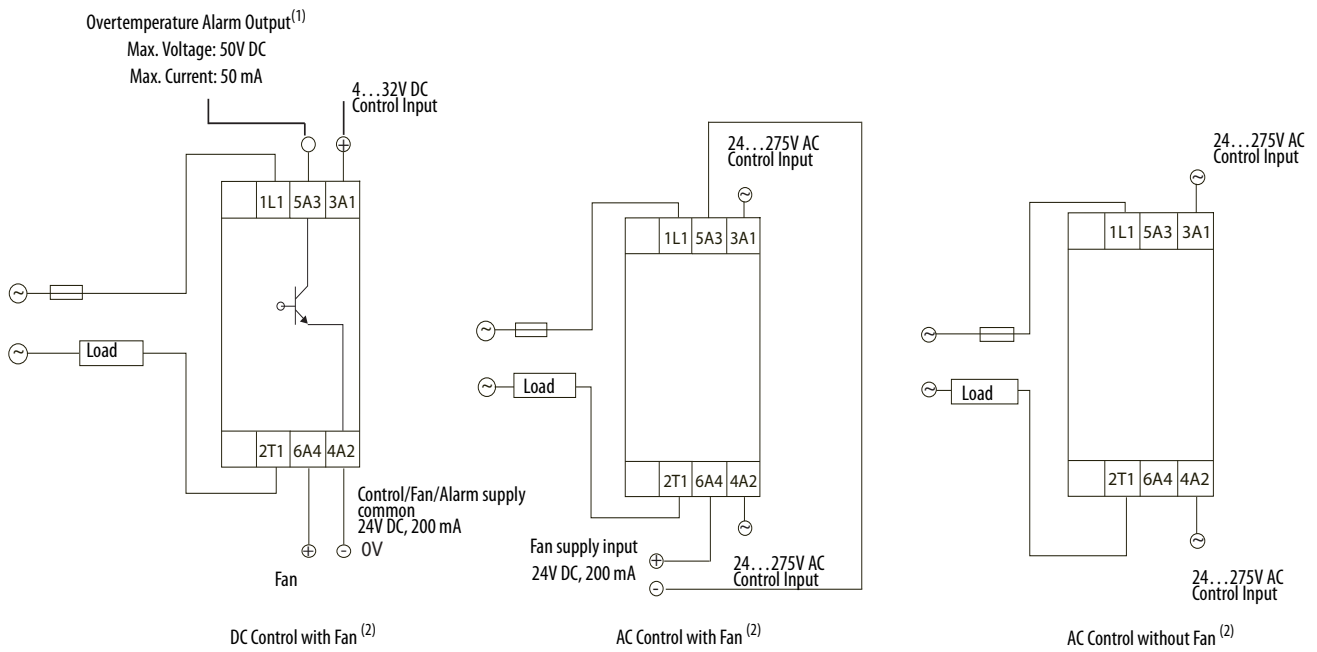 Overtemperature Alarm Output(1)
Max. Voltage: 50V DC
Max. Current: 50 mA
4…32V DC
Control Input
1L1 5A3 3A1
Load
2T1 6A4 4A2
Control/Fan/Alarm supply
common
24V DC, 200 mA
0V
Fan
DC Control with Fan (2)
24…275V AC
Control Input
1L1 5A3 3A1
Load
2T1 6A4 4A2
Fan supply input
24V DC, 200 mA
24…275V AC
Control Input
AC Control with Fan (2)
24…275V AC
Control Input
1L1 5A3 3A1
Load
2T1 6A4 4A2
24…275V AC
Control Input
AC Control without Fan (2)